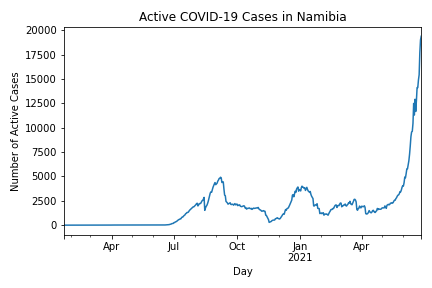 Active COVID-19 Cases in Namibia
20000
17500
15000
12500
10000
7500
5000
2500
0
Number of Active Cases
Apr
Jul
Oct
Jan
2021
Apr
Day